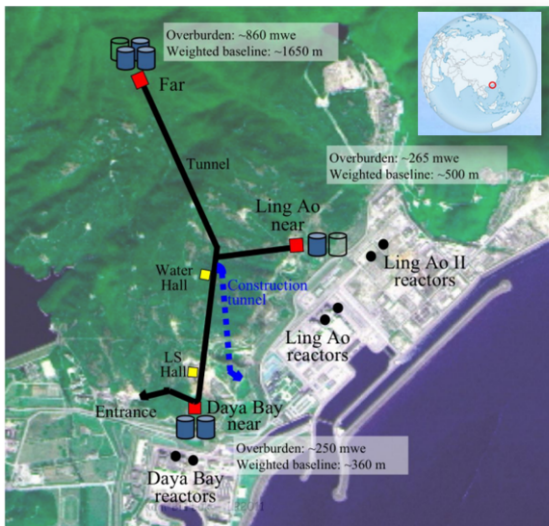 Overburden: ~860 mwe
Weighted baseline: ~1650 m
Far
Tunnel
Overburden: ~265 mwe
Weighted baseline: ~500 m
Ling Ao
near
Ling Ao II
reactors
Water
Hall
Construction
tunnel
Ling Ao
reactors
LS
Hall
Entrance
Daya Bay
near
Overburden: ~250 mwe
Weighted baseline: ~360 m
Daya Bay
reactors